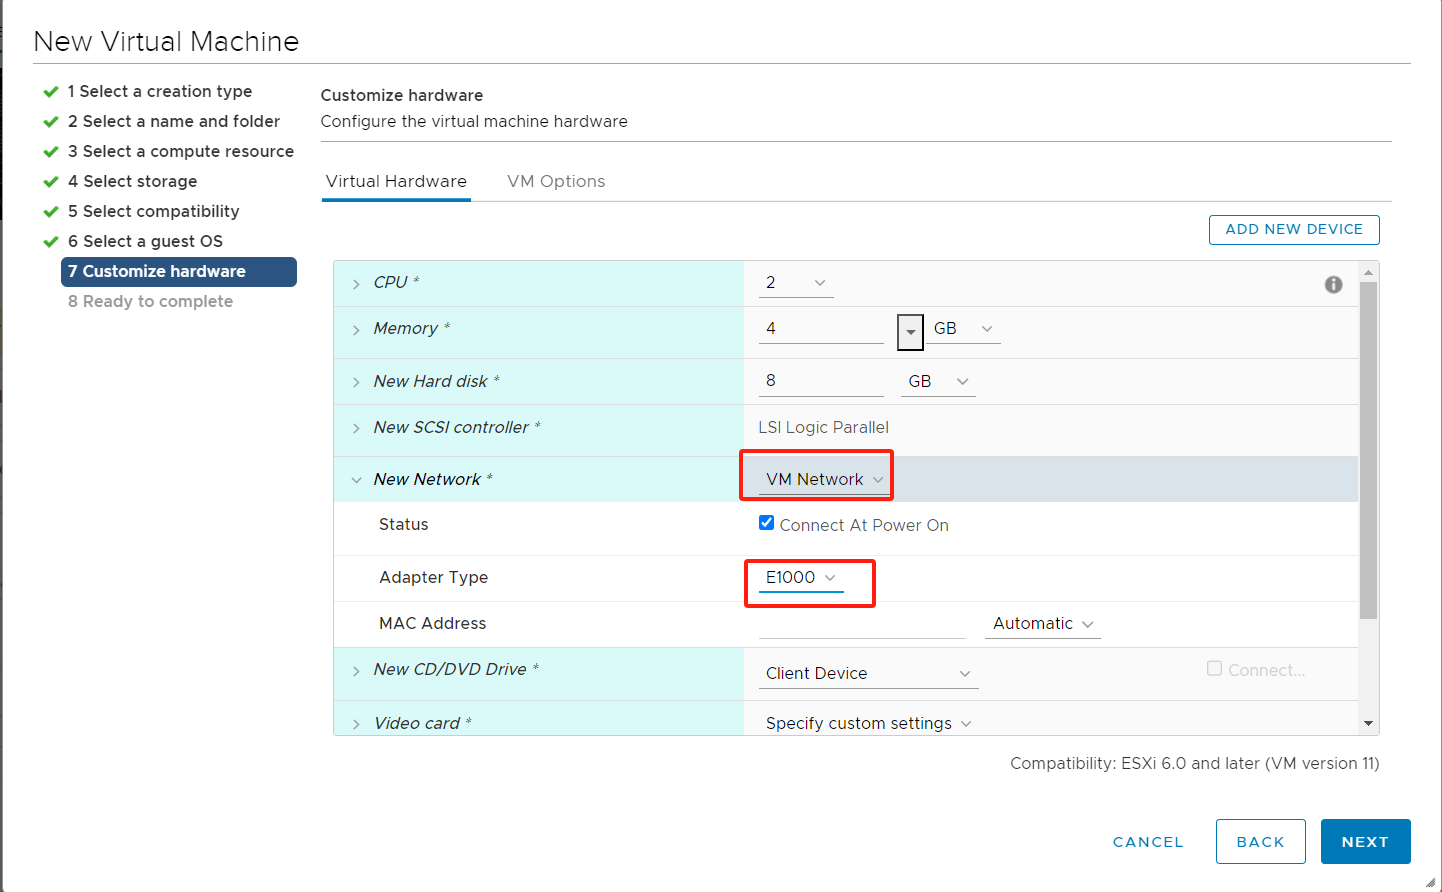 New Virtual Machine
1 Select a creation type
2 Select a name and folder
3 Select a compute resource
4 Select storage
5 Select compatibility
6 Select a guest OS
7 Customize hardware
8 Ready to complete
Customize hardware
Configure the virtual machine hardware
Virtual Hardware VM Options
ADD NEW DEVICE
CPU * 2
Memory * 4 GB
New Hard disk * 8 GB
New SCSI controller * LSI Logic Parallel
New Network * VM Network
Status Connect At Power On
Adapter Type E1000
MAC Address Automatic
New CD/DVD Drive * Client Device Connect...
Video card * Specify custom settings
Compatibility: ESXi 6.0 and later (VM version 11)
CANCEL BACK NEXT